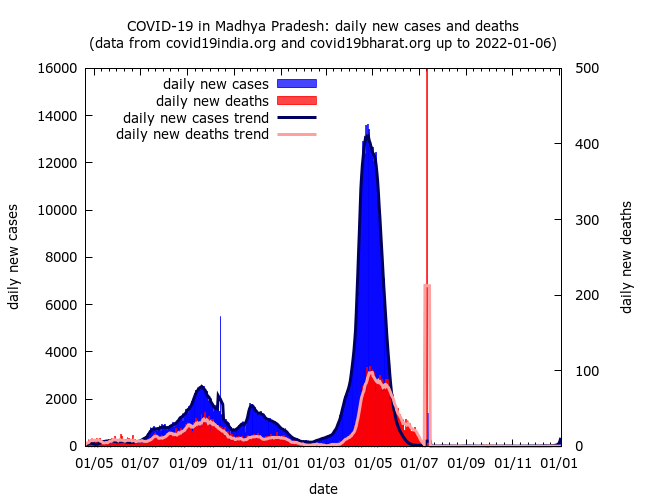 COVID-19 in Madhya Pradesh: daily new cases and deaths
(data from covid19india.org and covid19bharat.org up to 2022-01-06)
daily new cases
daily new deaths
daily new cases trend
daily new deaths trend
16000
14000
12000
10000
8000
6000
4000
2000
0
daily new cases
500
400
300
200
100
0
daily new deaths
01/05 01/07 01/09 01/11 01/01 01/03 01/05 01/07 01/09 01/11 01/01
date